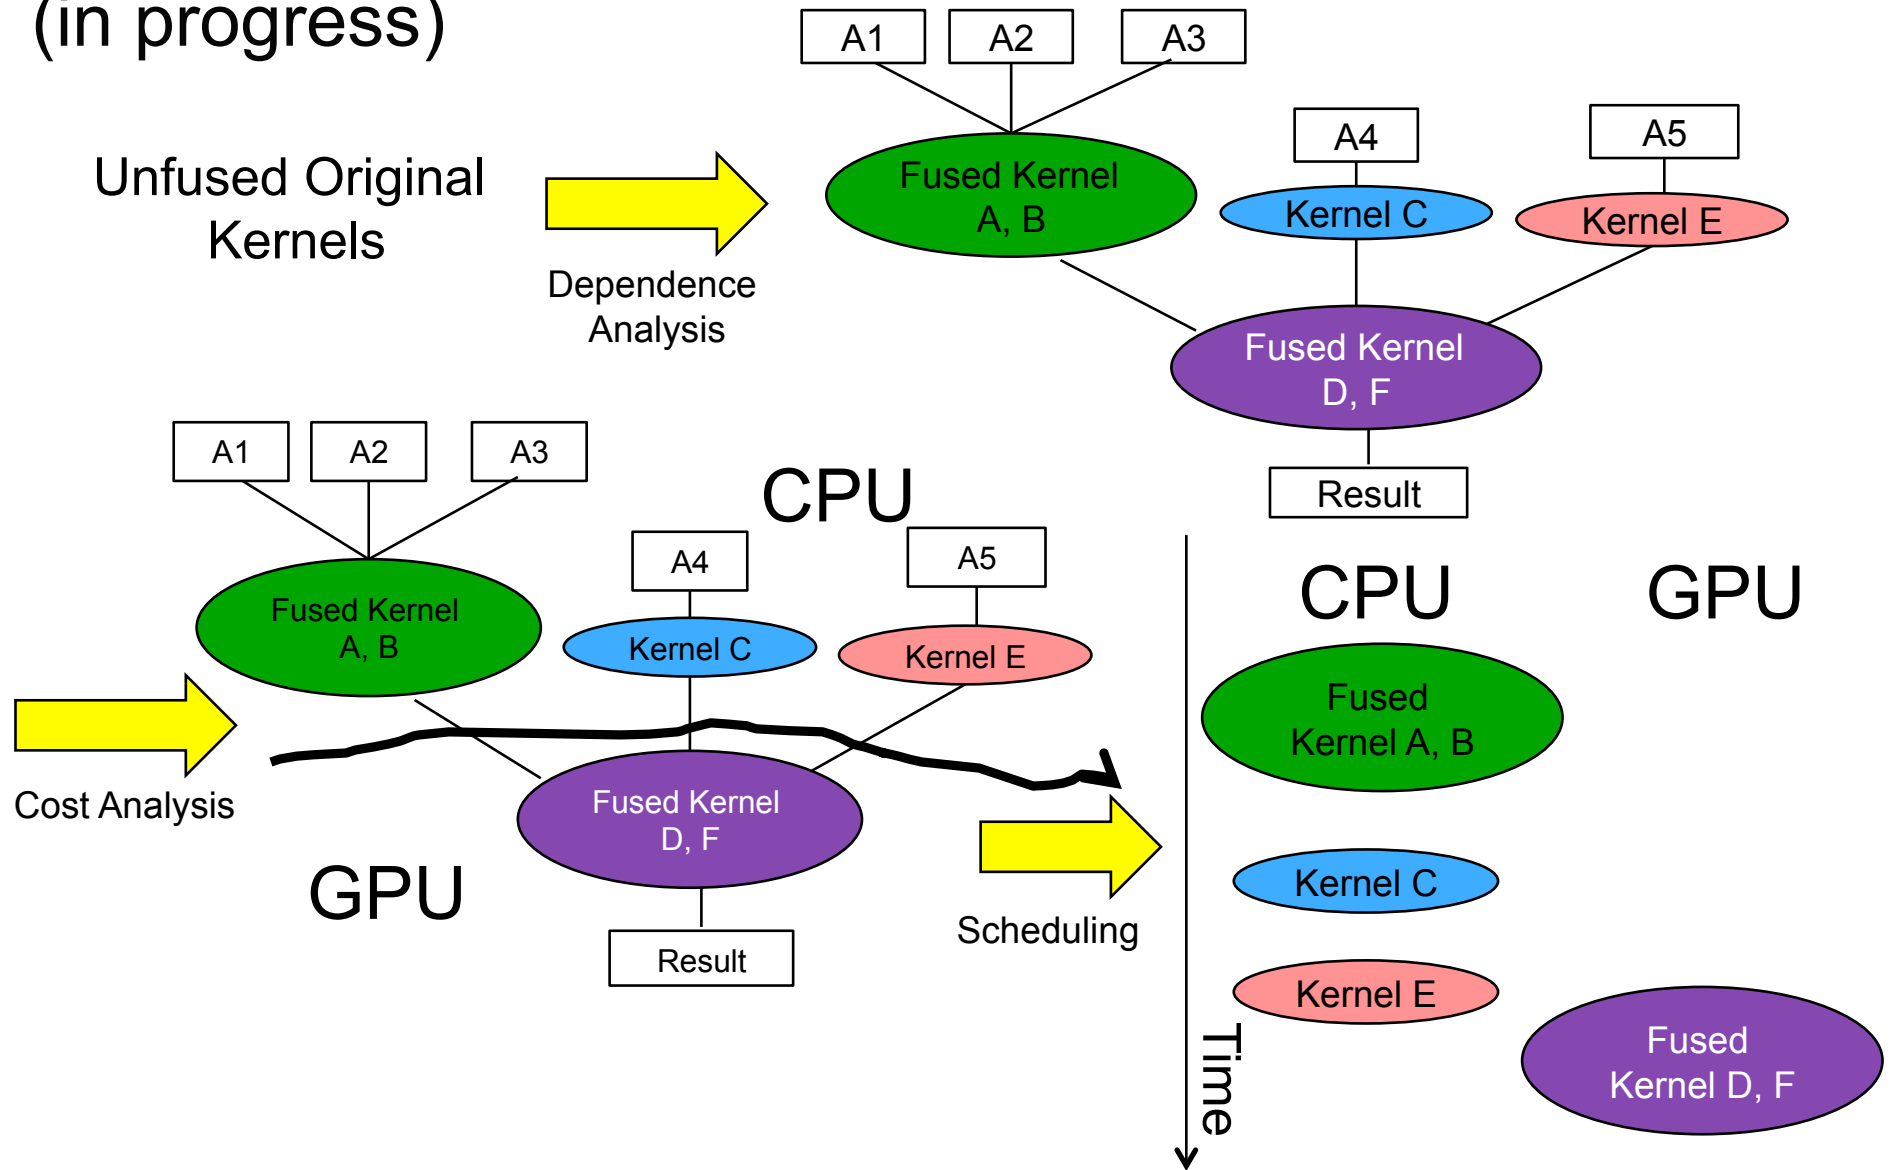 (in progress)
A1
A2
A3
A4
A5
Unfused Original
Kernels
Dependence
Analysis
Fused Kernel
A, B
Kernel C
Kernel E
Fused Kernel
D, F
Result
A1
A2
A3
CPU
A4
A5
Fused Kernel
A, B
Kernel C
Kernel E
Cost Analysis
Fused Kernel
D, F
GPU
Result
Scheduling
CPU
GPU
Fused
Kernel A, B
Kernel C
Kernel E
Fused
Kernel D, F
Time